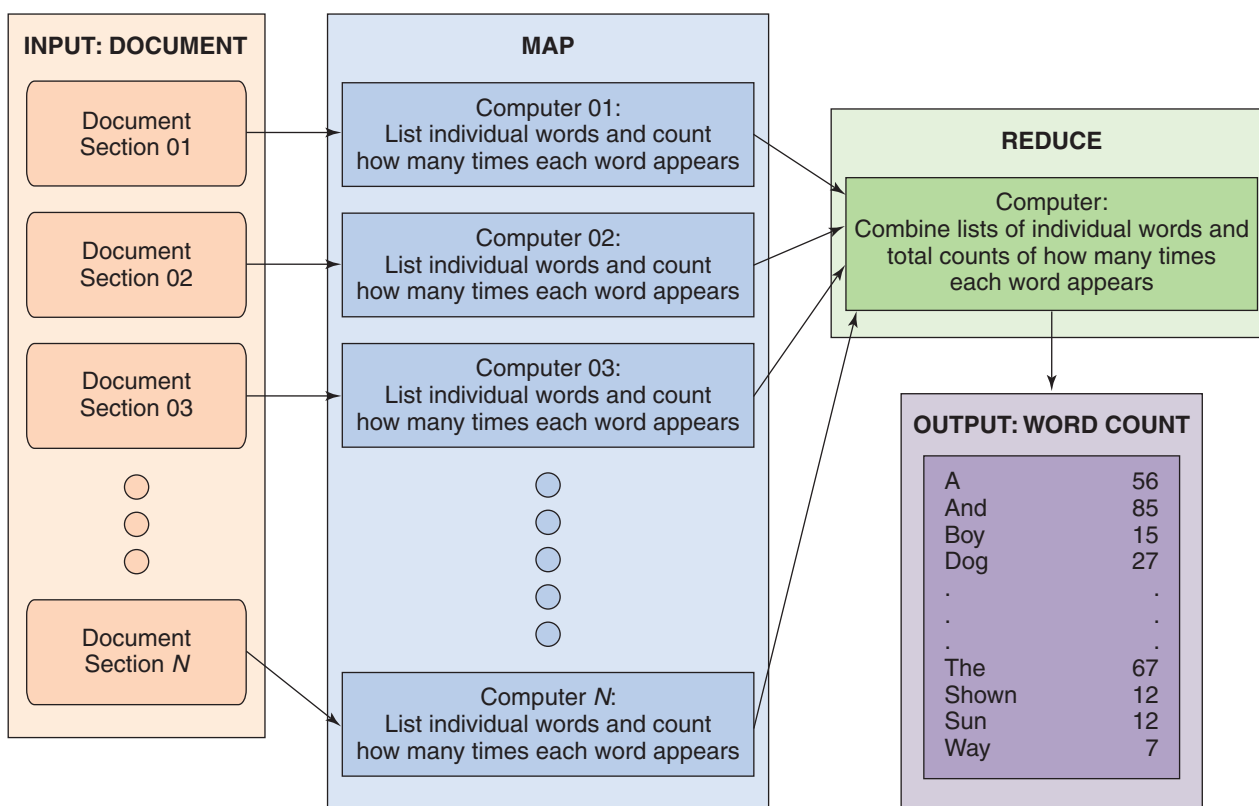 INPUT: DOCUMENT
Document
Section 01
Document
Section 02
Document
Section 03
Document
Section N
MAP
Computer 01:
List individual words and count
how many times each word appears
Computer 02:
List individual words and count
how many times each word appears
Computer 03:
List individual words and count
how many times each word appears
Computer N:
List individual words and count
how many times each word appears
REDUCE
Computer:
Combine lists of individual words and
total counts of how many times
each word appears
OUTPUT: WORD COUNT
A 56
And 85
Boy 15
Dog 27
. .
. .
. .
The 67
Shown 12
Sun 12
Way 7